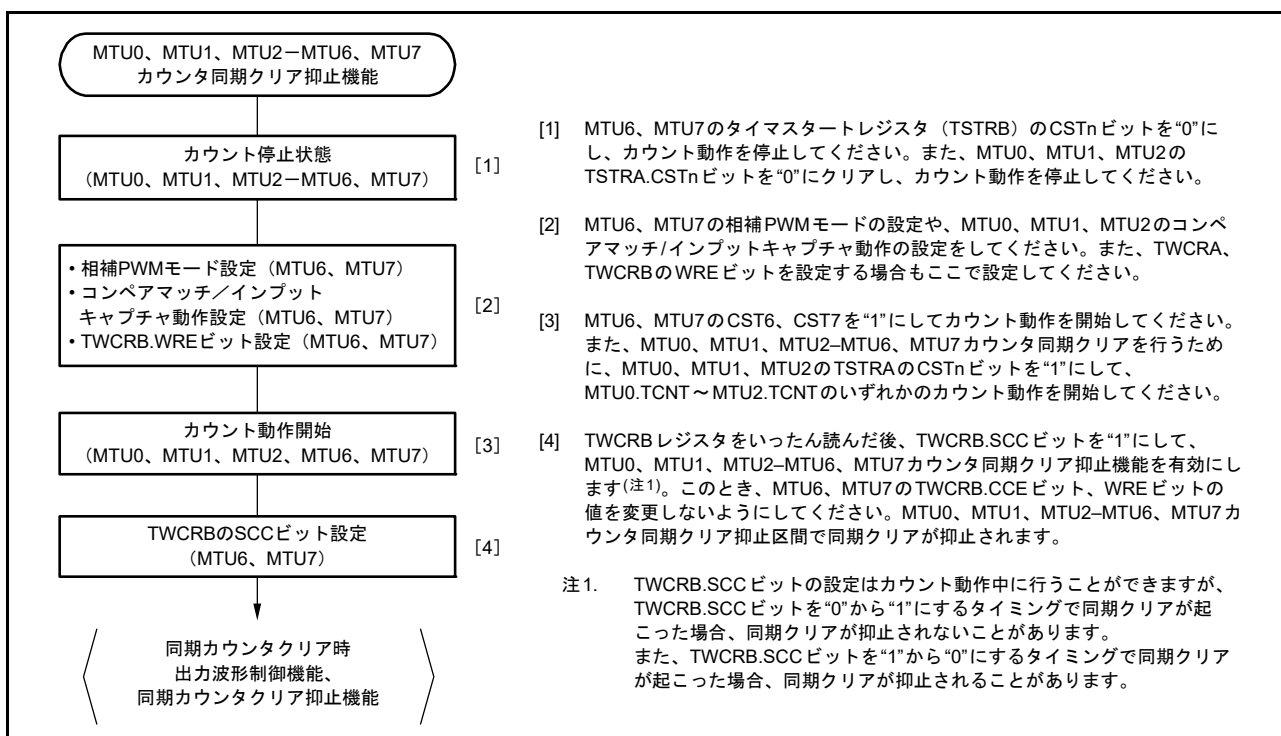 MTU0、MTU1、MTU2－MTU6、MTU7
カウンタ同期クリア抑止機能
カウント停止状態
（MTU0、MTU1、MTU2－MTU6、MTU7）
[1]
• 相補PWMモード設定（MTU6、MTU7）
• コンペアマッチ／インプット
キャプチャ動作設定（MTU6、MTU7）
• TWCRB.WREビット設定（MTU6、MTU7）
[2]
カウント動作開始
（MTU0、MTU1、MTU2、MTU6、MTU7）
[3]
TWCRBのSCCビット設定
（MTU6、MTU7）
[4]
同期カウンタクリア時
出力波形制御機能、
同期カウンタクリア抑止機能
[1] MTU6、MTU7のタイマスタートレジスタ（TSTRB）のCSTnビットを“0”に
し、カウント動作を停止してください。また、MTU0、MTU1、MTU2の
TSTRA.CSTnビットを“0”にクリアし、カウント動作を停止してください。
[2] MTU6、MTU7の相補PWMモードの設定や、MTU0、MTU1、MTU2のコンペ
アマッチ/インプットキャプチャ動作の設定をしてください。また、TWCRA、
TWCRBのWREビットを設定する場合もここで設定してください。
[3] MTU6、MTU7のCST6、CST7を“1”にしてカウント動作を開始してください。
また、MTU0、MTU1、MTU2–MTU6、MTU7カウンタ同期クリアを行うため
に、MTU0、MTU1、MTU2のTSTRAのCSTnビットを“1”にして、
MTU0.TCNT～MTU2.TCNTのいずれかのカウント動作を開始してください。
[4] TWCRBレジスタをいったん読んだ後、TWCRB.SCCビットを“1”にして、
MTU0、MTU1、MTU2–MTU6、MTU7カウンタ同期クリア抑止機能を有効にし
ます(注1)。このとき、MTU6、MTU7のTWCRB.CCEビット、WREビットの
値を変更しないようにしてください。MTU0、MTU1、MTU2–MTU6、MTU7カ
ウンタ同期クリア抑止区間で同期クリアが抑止されます。
注1. TWCRB.SCCビットの設定はカウント動作中に行うことができますが、
TWCRB.SCCビットを“0”から“1”にするタイミングで同期クリアが起
こった場合、同期クリアが抑止されないことがあります。
また、TWCRB.SCCビットを“1”から“0”にするタイミングで同期クリア
が起こった場合、同期クリアが抑止されることがあります。